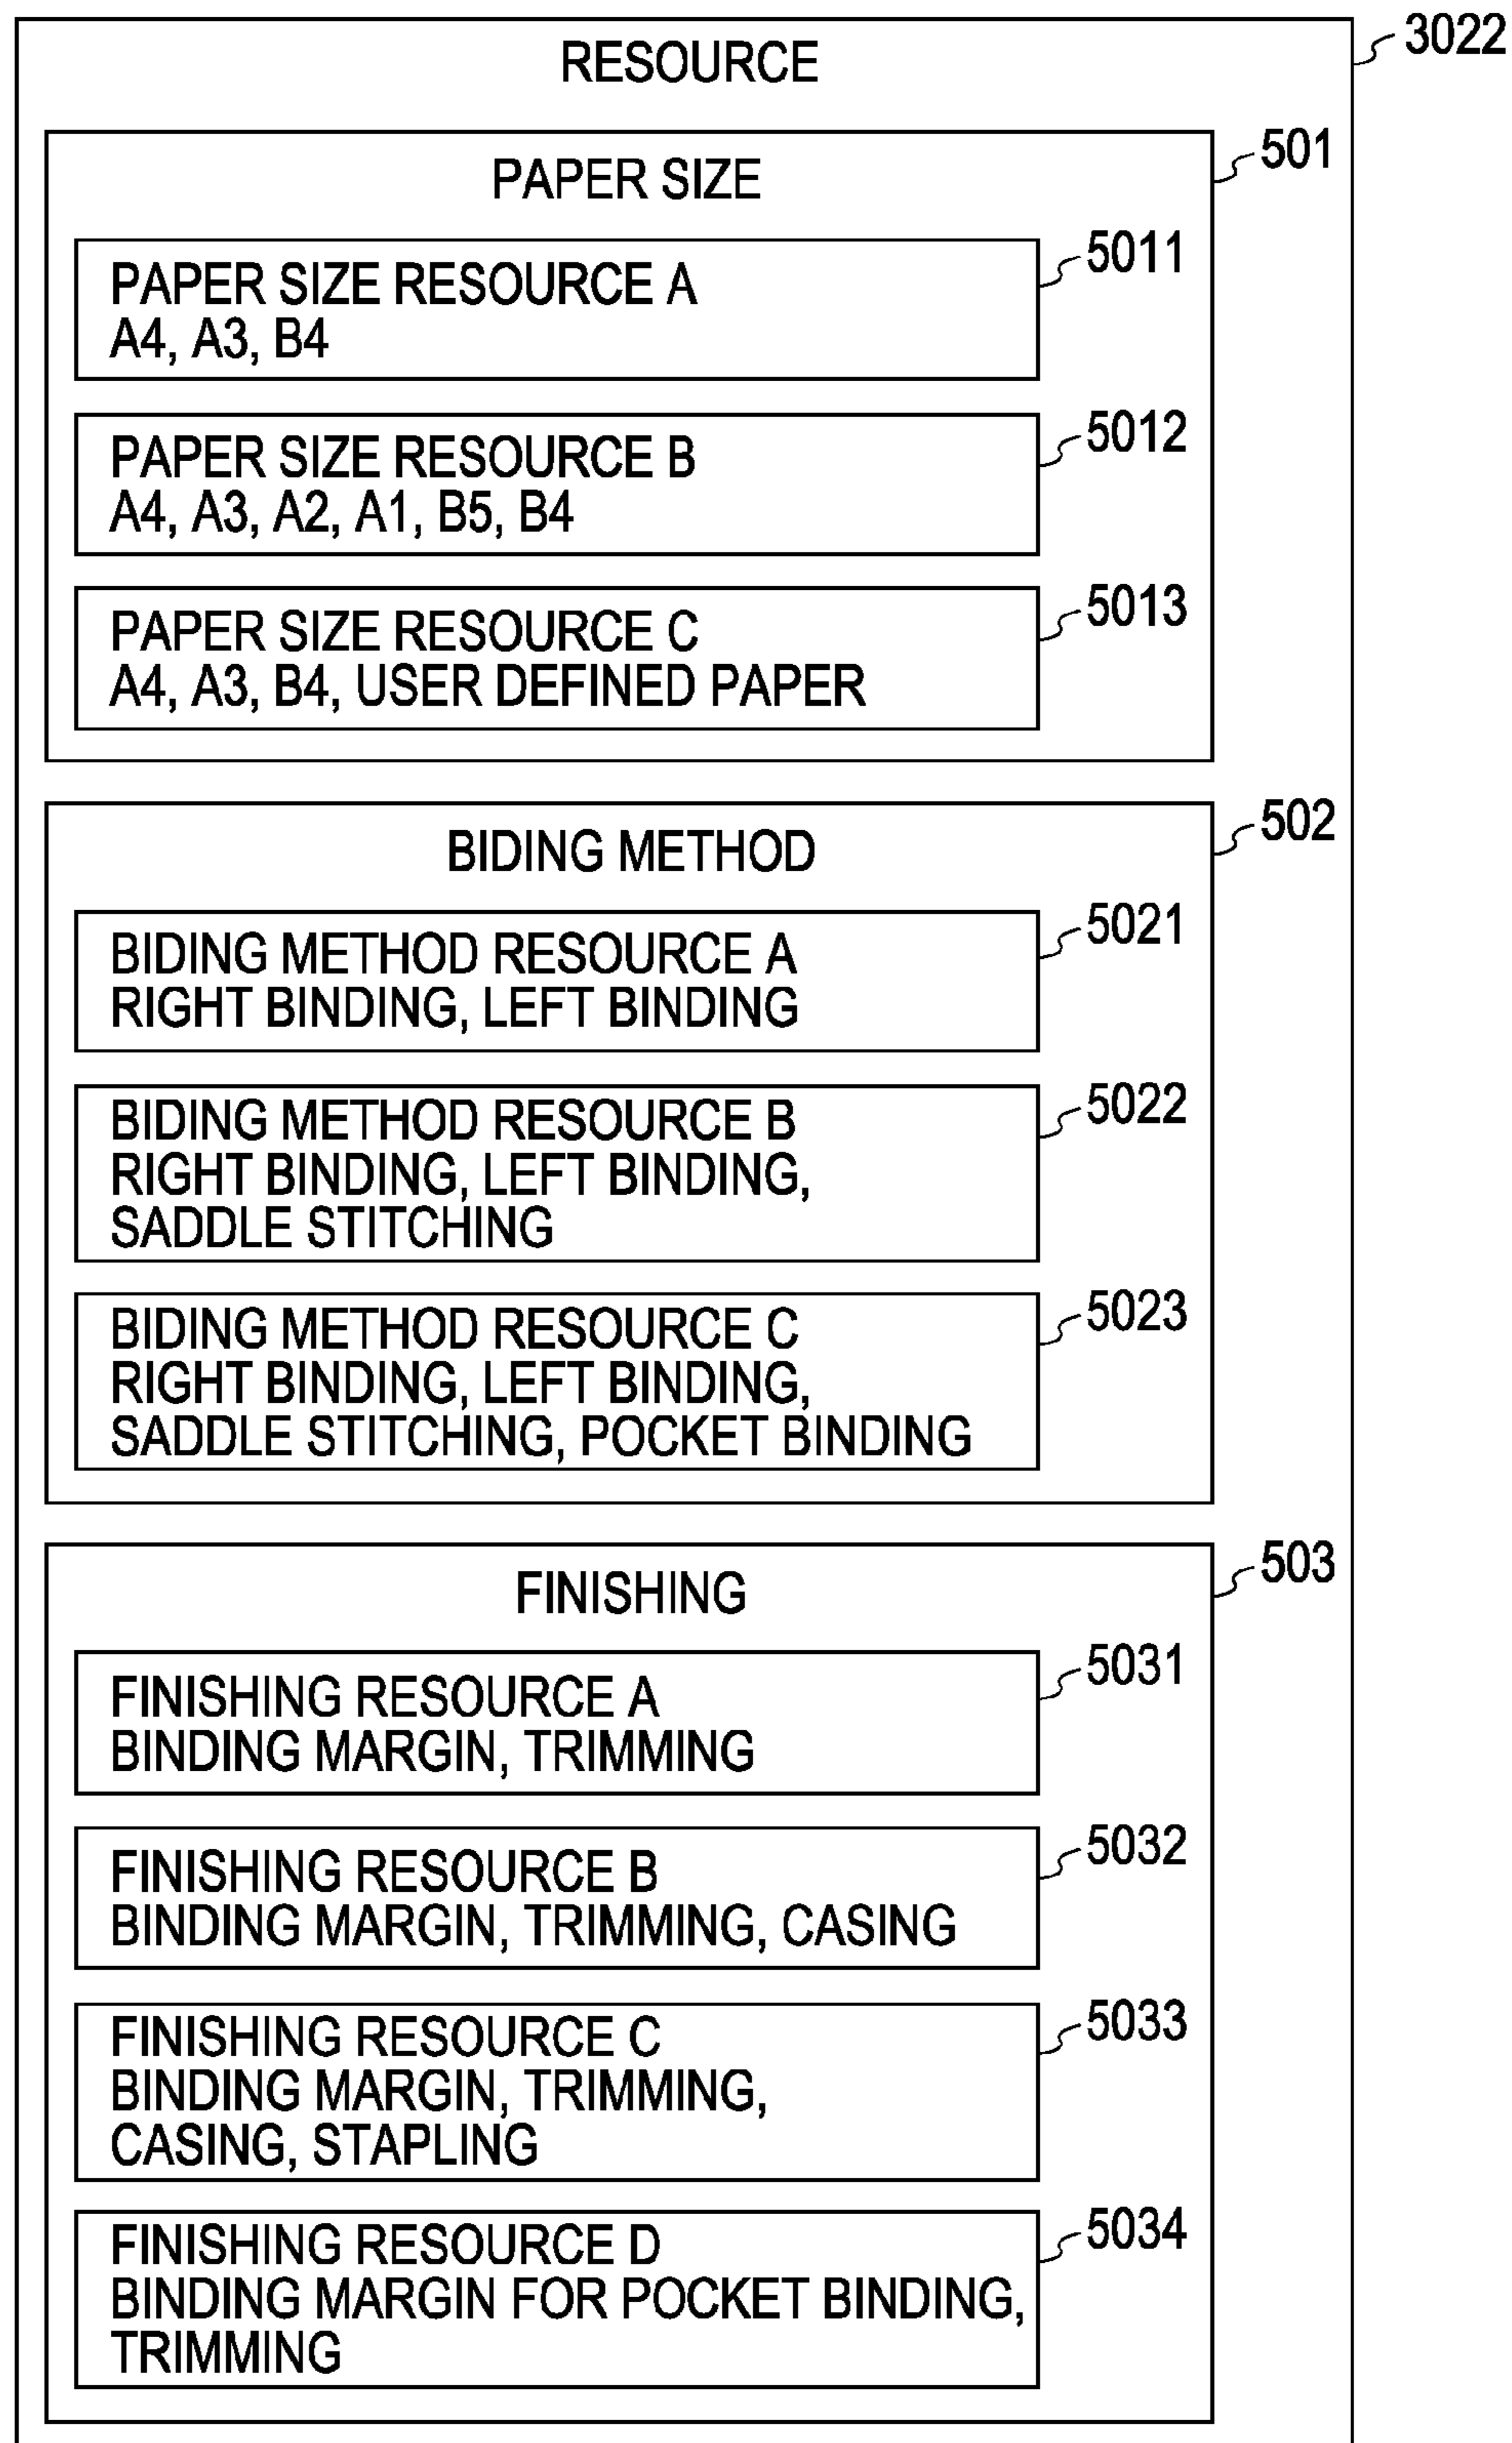 3022
RESOURCE
501
PAPER SIZE
5011
PAPER SIZE RESOURCE A
A4, A3, B4
5012
PAPER SIZE RESOURCE B
A4, A3, A2, A1, B5, B4
5013
PAPER SIZE RESOURCE C
A4, A3, B4, USER DEFINED PAPER
502
BIDING METHOD
5021
BIDING METHOD RESOURCE A
RIGHT BINDING, LEFT BINDING
5022
BIDING METHOD RESOURCE B
RIGHT BINDING, LEFT BINDING,
SADDLE STITCHING
5023
BIDING METHOD RESOURCE C
RIGHT BINDING, LEFT BINDING,
SADDLE STITCHING, POCKET BINDING
503
FINISHING
5031
FINISHING RESOURCE A
BINDING MARGIN, TRIMMING
5032
FINISHING RESOURCE B
BINDING MARGIN, TRIMMING, CASING
5033
FINISHING RESOURCE C
BINDING MARGIN, TRIMMING,
CASING, STAPLING
5034
FINISHING RESOURCE D
BINDING MARGIN FOR POCKET BINDING,
TRIMMING